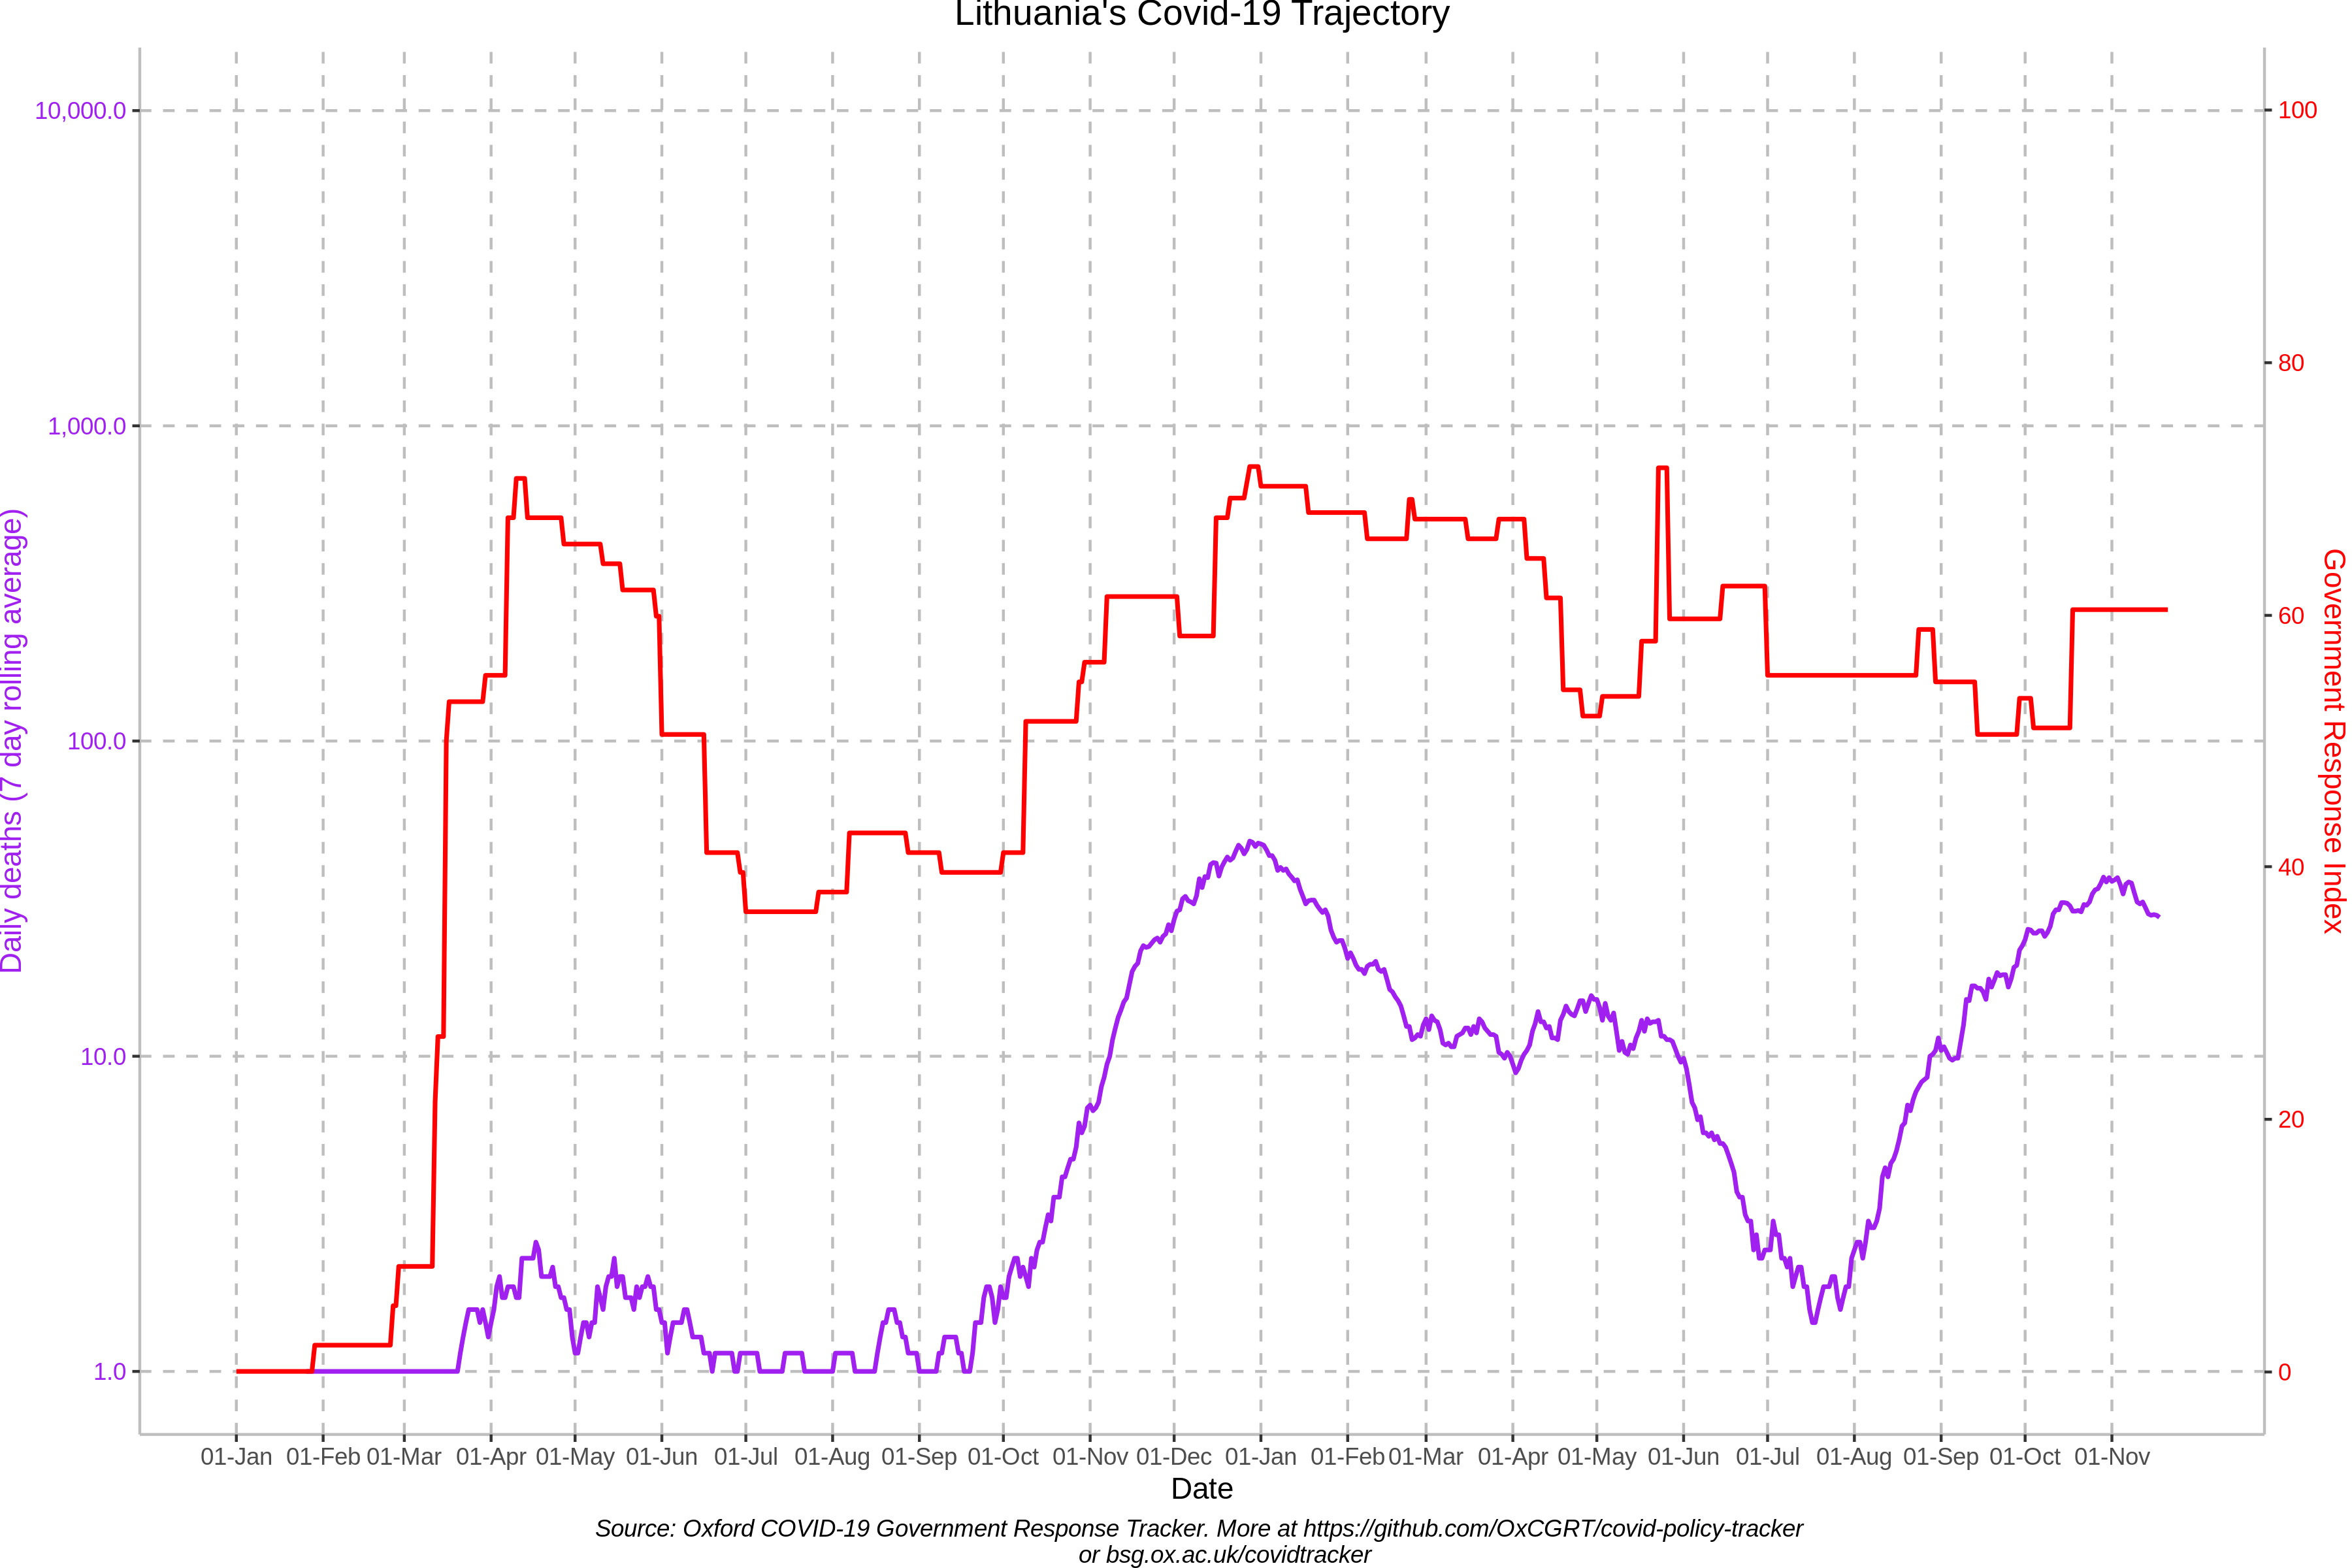 Lithuania's Covid-19 Trajectory
10,000.0
1,000.0
100.0
10.0
1.0
Daily deaths (7 day rolling average)
100
80
60
40
20
0
Government Response Index
01-Jan 01-Feb 01-Mar 01-Apr 01-May 01-Jun 01-Jul 01-Aug 01-Sep 01-Oct 01-Nov 01-Dec 01-Jan 01-Feb 01-Mar 01-Apr 01-May 01-Jun 01-Jul 01-Aug 01-Sep 01-Oct 01-Nov
Date
Source: Oxford COVID-19 Government Response Tracker. More at https://github.com/OxCGRT/covid-policy-tracker
or bsg.ox.ac.uk/covidtracker